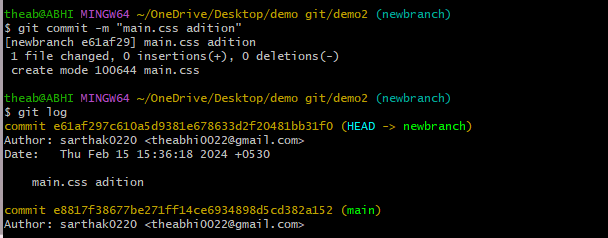 theab@ABHI MINGW64 ~/OneDrive/Desktop/demo git/demo2 (newbranch)
$ git commit -m "main.css adition"
[newbranch e61af29] main.css adition
 1 file changed, 0 insertions(+), 0 deletions(-)
 create mode 100644 main.css

theab@ABHI MINGW64 ~/OneDrive/Desktop/demo git/demo2 (newbranch)
$ git log
commit e61af297c610a5d9381e678633d2f20481bb31f0 (HEAD -> newbranch)
Author: sarthak0220 <theabhi0022@gmail.com>
Date:   Thu Feb 15 15:36:18 2024 +0530

    main.css adition

commit e8817f38677be271ff14ce6934898d5cd382a152 (main)
Author: sarthak0220 <theabhi0022@gmail.com>